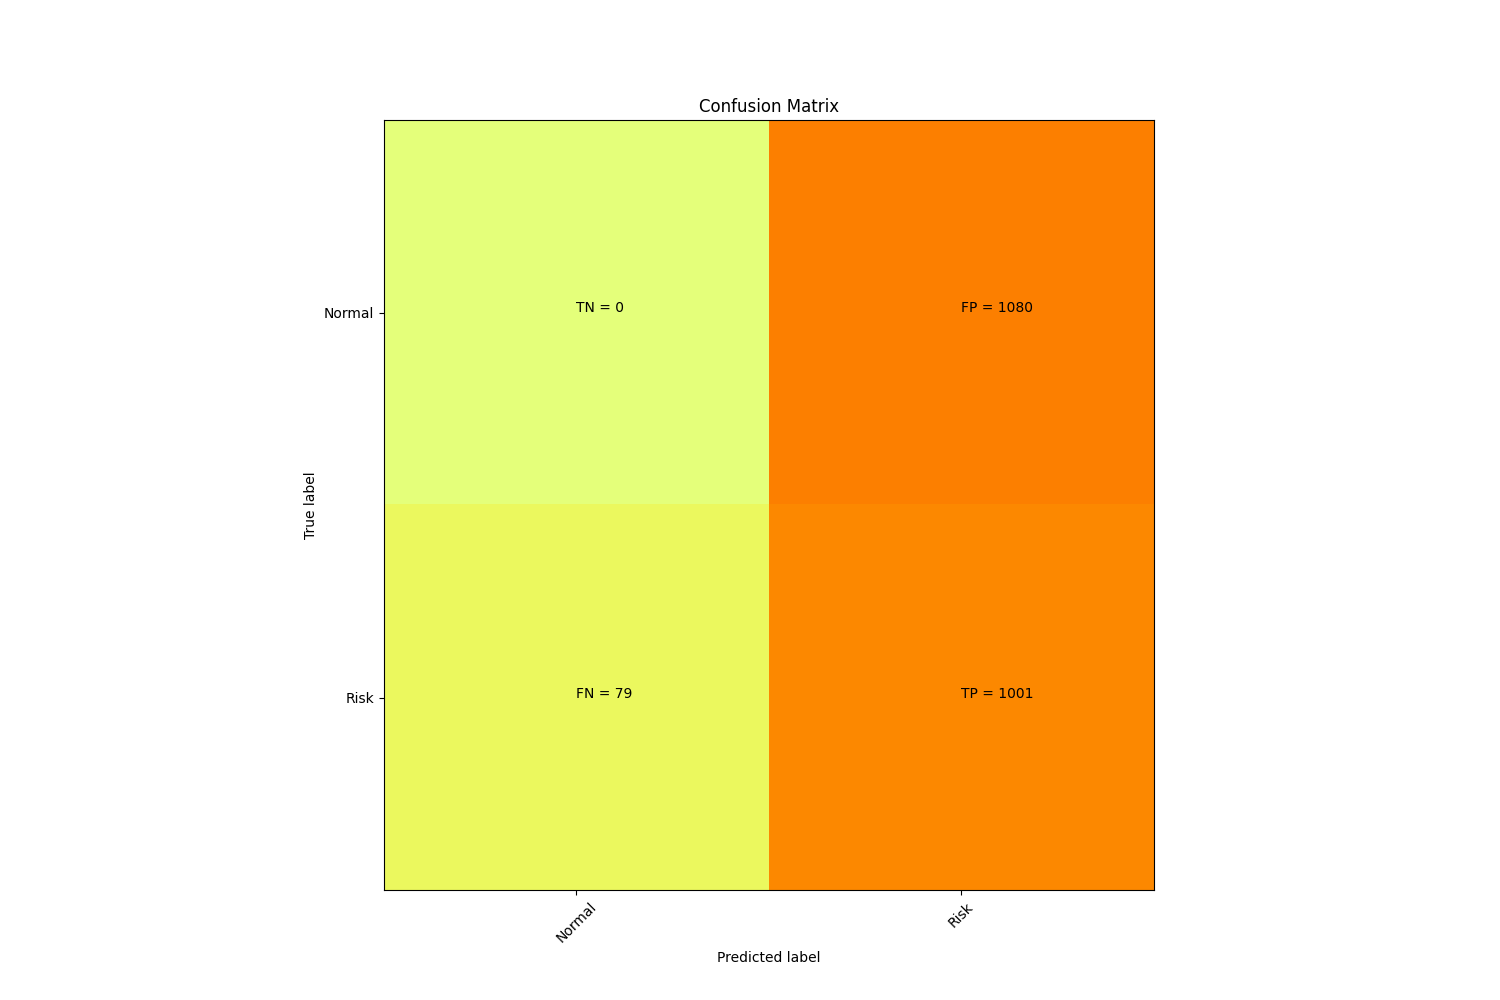 Confusion Matrix
Normal
TN = 0
FP = 1080
True label
Risk
FN = 79
TP = 1001
Normal
Risk
Predicted label